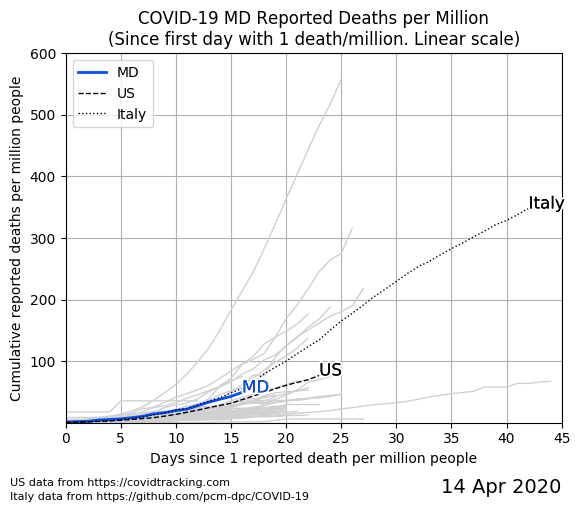 COVID-19 MD Reported Deaths per Million
(Since first day with 1 death/million. Linear scale)
Cumulative reported deaths per million people
600
500
400
300
200
100
MD
US
Italy
Italy
US
MD
0 5 10 15 20 25 30 35 40 45
Days since 1 reported death per million people
US data from https://covidtracking.com
Italy data from https://github.com/pcm-dpc/COVID-19
14 Apr 2020